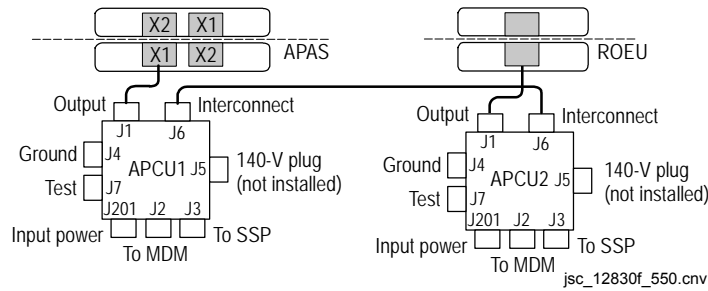 X2 X1
X1 X2 APAS ROEU
Output Interconnect
J1 J6
Ground J4
APCU1 J5 140-V plug
(not installed)
Test J7
J201 J2 J3
Input power To MDM To SSP
Output Interconnect
J1 J6
Ground J4
APCU2 J5 140-V plug
(not installed)
Test J7
J201 J2 J3
Input power To MDM To SSP
jsc_12830f_550.cnv